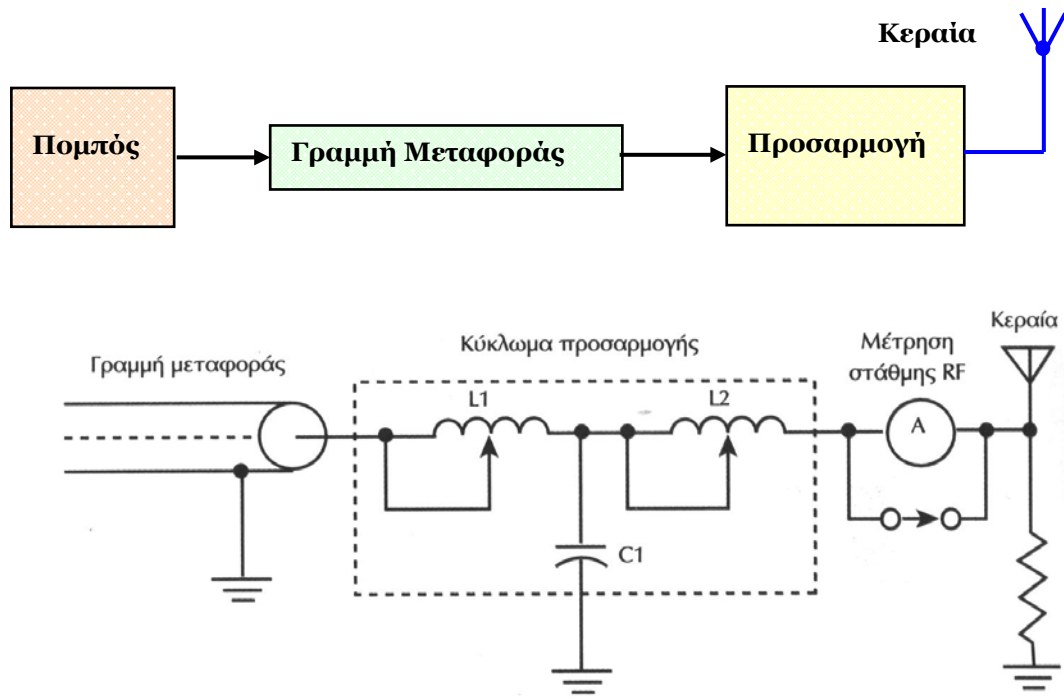 Κεραία
Πομπός
Γραμμή Μεταφοράς
Προσαρμογή
Κεραία
Γραμμή μεταφοράς
Κύκλωμα προσαρμογής
Μέτρηση
στάθμης RF
L1
L2
A
C1